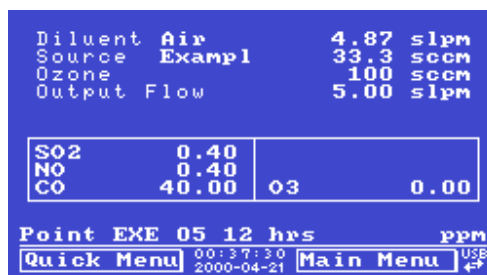 Diluent Air 4.87 slpm
Source Exampl 33.3 sccm
Ozone 100 sccm
Output Flow 5.00 slpm
SO2 0.40
NO 0.40
CO 40.00 O3 0.00
Point EXE 05 12 hrs ppm
Quick Menu 00:37:30 2000-04-21 Main Menu USB